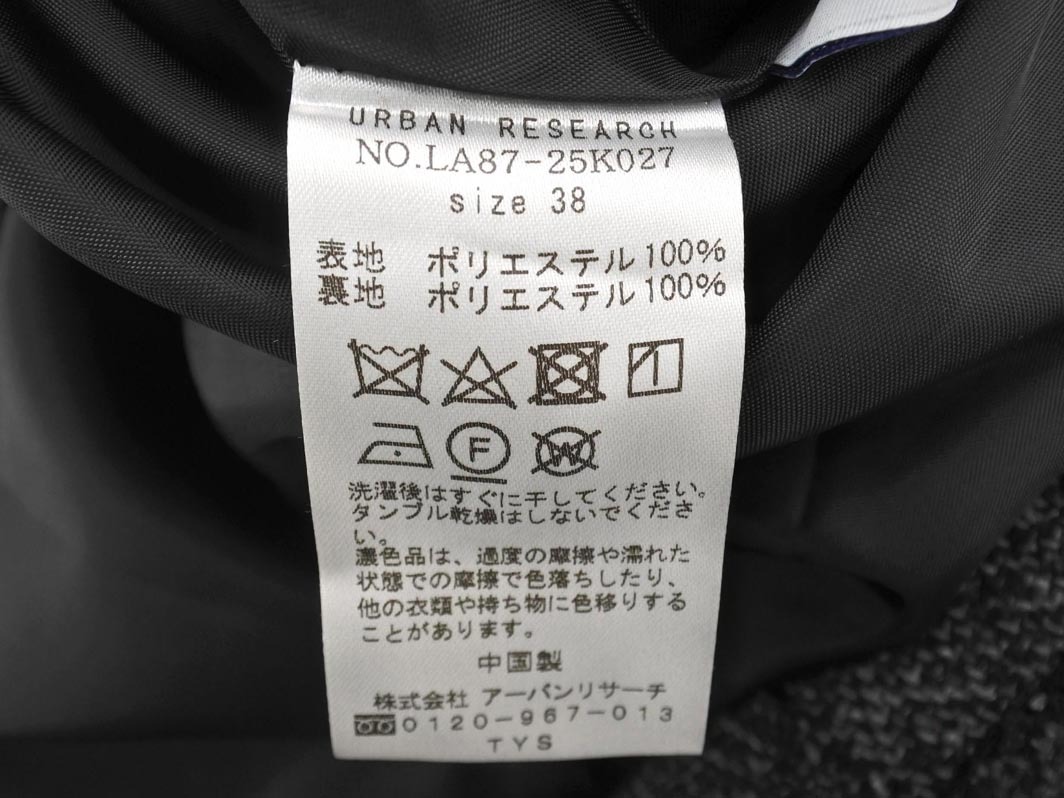 URBAN RESEARCH
NO.LA87-25K027
size 38
表地 ポリエステル100%
裏地 ポリエステル100%
F W
洗濯後はすぐに干してください。
タンブル乾燥はしないでくださ
い。
濃色品は、過度の摩擦や濡れた
状態での摩擦で色落ちしたり、
他の衣類や持ち物に色移りする
ことがあります。
中国製
株式会社 アーバンリサーチ
0120-967-013
TYS